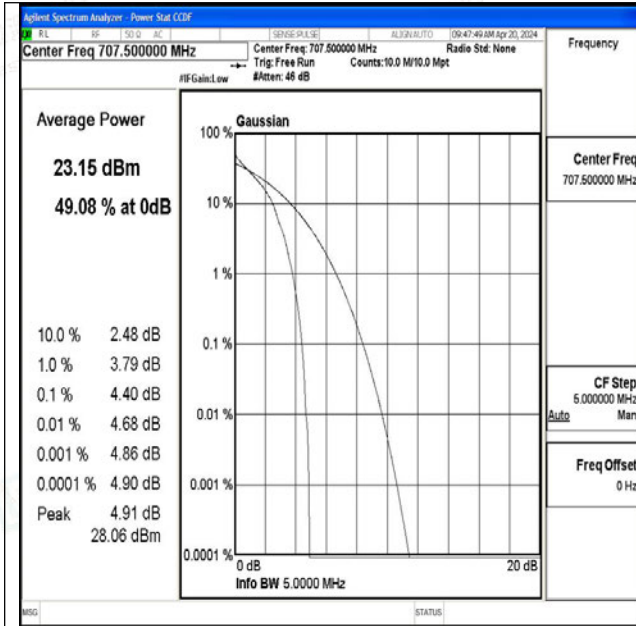 Agilent Spectrum Analyzer - Power Stat CCDF
RL RF 50 Ω AC SENSE:PULSE ALIGNAUTO 09:47:49 AM Apr 20, 2024
Center Freq 707.500000 MHz
Center Freq: 707.500000 MHz Radio Std: None
Trig: Free Run Counts:10.0 M/10.0 Mpt
#IFGain:Low #Atten: 46 dB
Frequency
Average Power
23.15 dBm
49.08 % at 0dB
10.0 % 2.48 dB
1.0 % 3.79 dB
0.1 % 4.40 dB
0.01 % 4.68 dB
0.001 % 4.86 dB
0.0001 % 4.90 dB
Peak 4.91 dB
28.06 dBm
Gaussian
100 %
10 %
1 %
0.1 %
0.01 %
0.001 %
0.0001 %
0 dB 20 dB
Info BW 5.0000 MHz
Center Freq
707.500000 MHz
CF Step
5.000000 MHz
Auto Man
Freq Offset
0 Hz
MSG STATUS